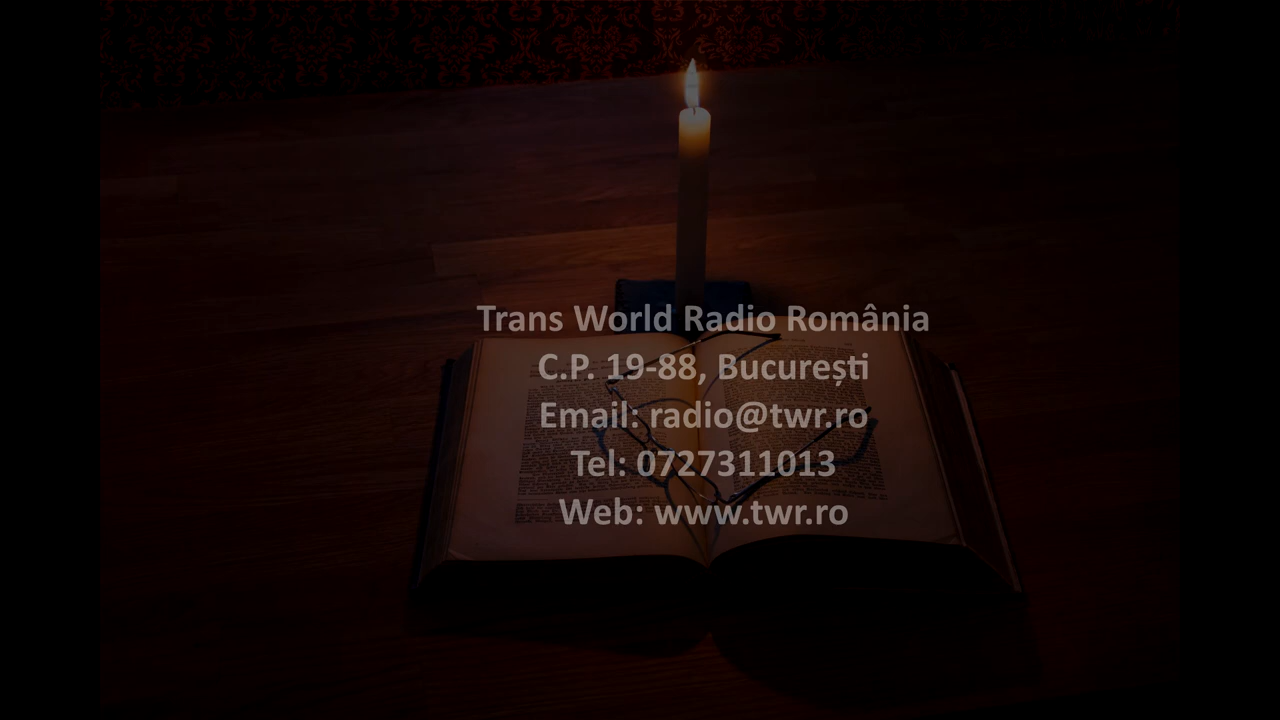 Trans World Radio România
C.P. 19-88, București
Email: radio@twr.ro
Tel: 0727311013
Web: www.twr.ro